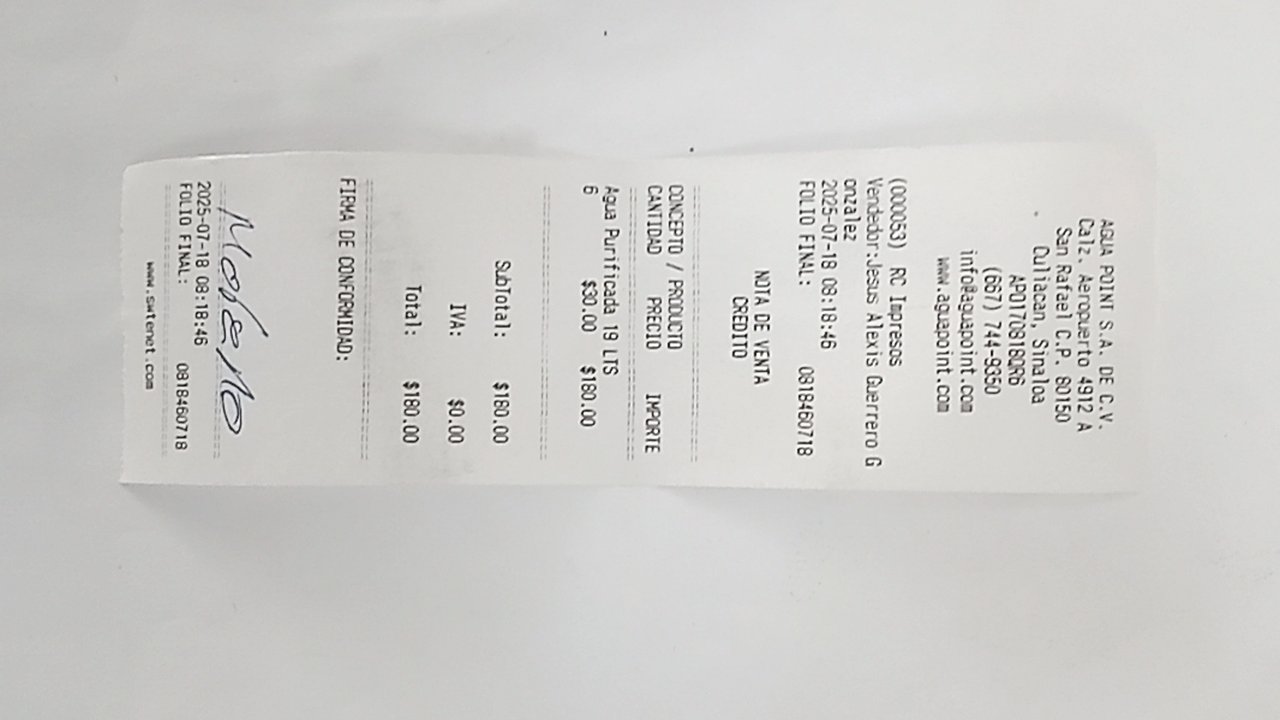 AGUA POINT S.A. DE C.V.
Calz. Aeropuerto 4912 A
San Rafael C.P. 80150
Culiacan, Sinaloa
APO170818QR6
(667) 744-9350
info@aguapoint.com
www.aguapoint.com
(000053) RC Impresos
Vendedor:Jesus Alexis Guerrero G
onzalez
2025-07-18 08:18:46
FOLIO FINAL: 0818460718
NOTA DE VENTA
CREDITO
CONCEPTO / PRODUCTO
CANTIDAD PRECIO IMPORTE
Agua Purificada 19 LTS
6 $30.00 $180.00
SubTotal: $180.00
IVA: $0.00
Total: $180.00
FIRMA DE CONFORMIDAD:
2025-07-18 08:18:46
FOLIO FINAL: 0818460718
www.swtenet.com